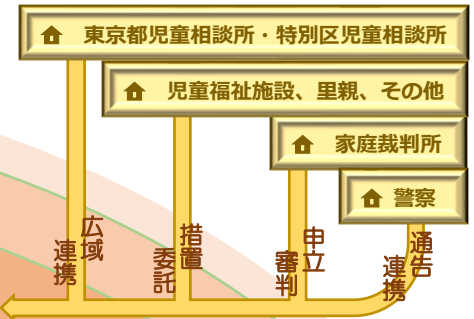 東京都児童相談所・特別区児童相談所
児童福祉施設、里親、その他
家庭裁判所
警察
広域
連携
措置
委託
申立
審判
通告
連携